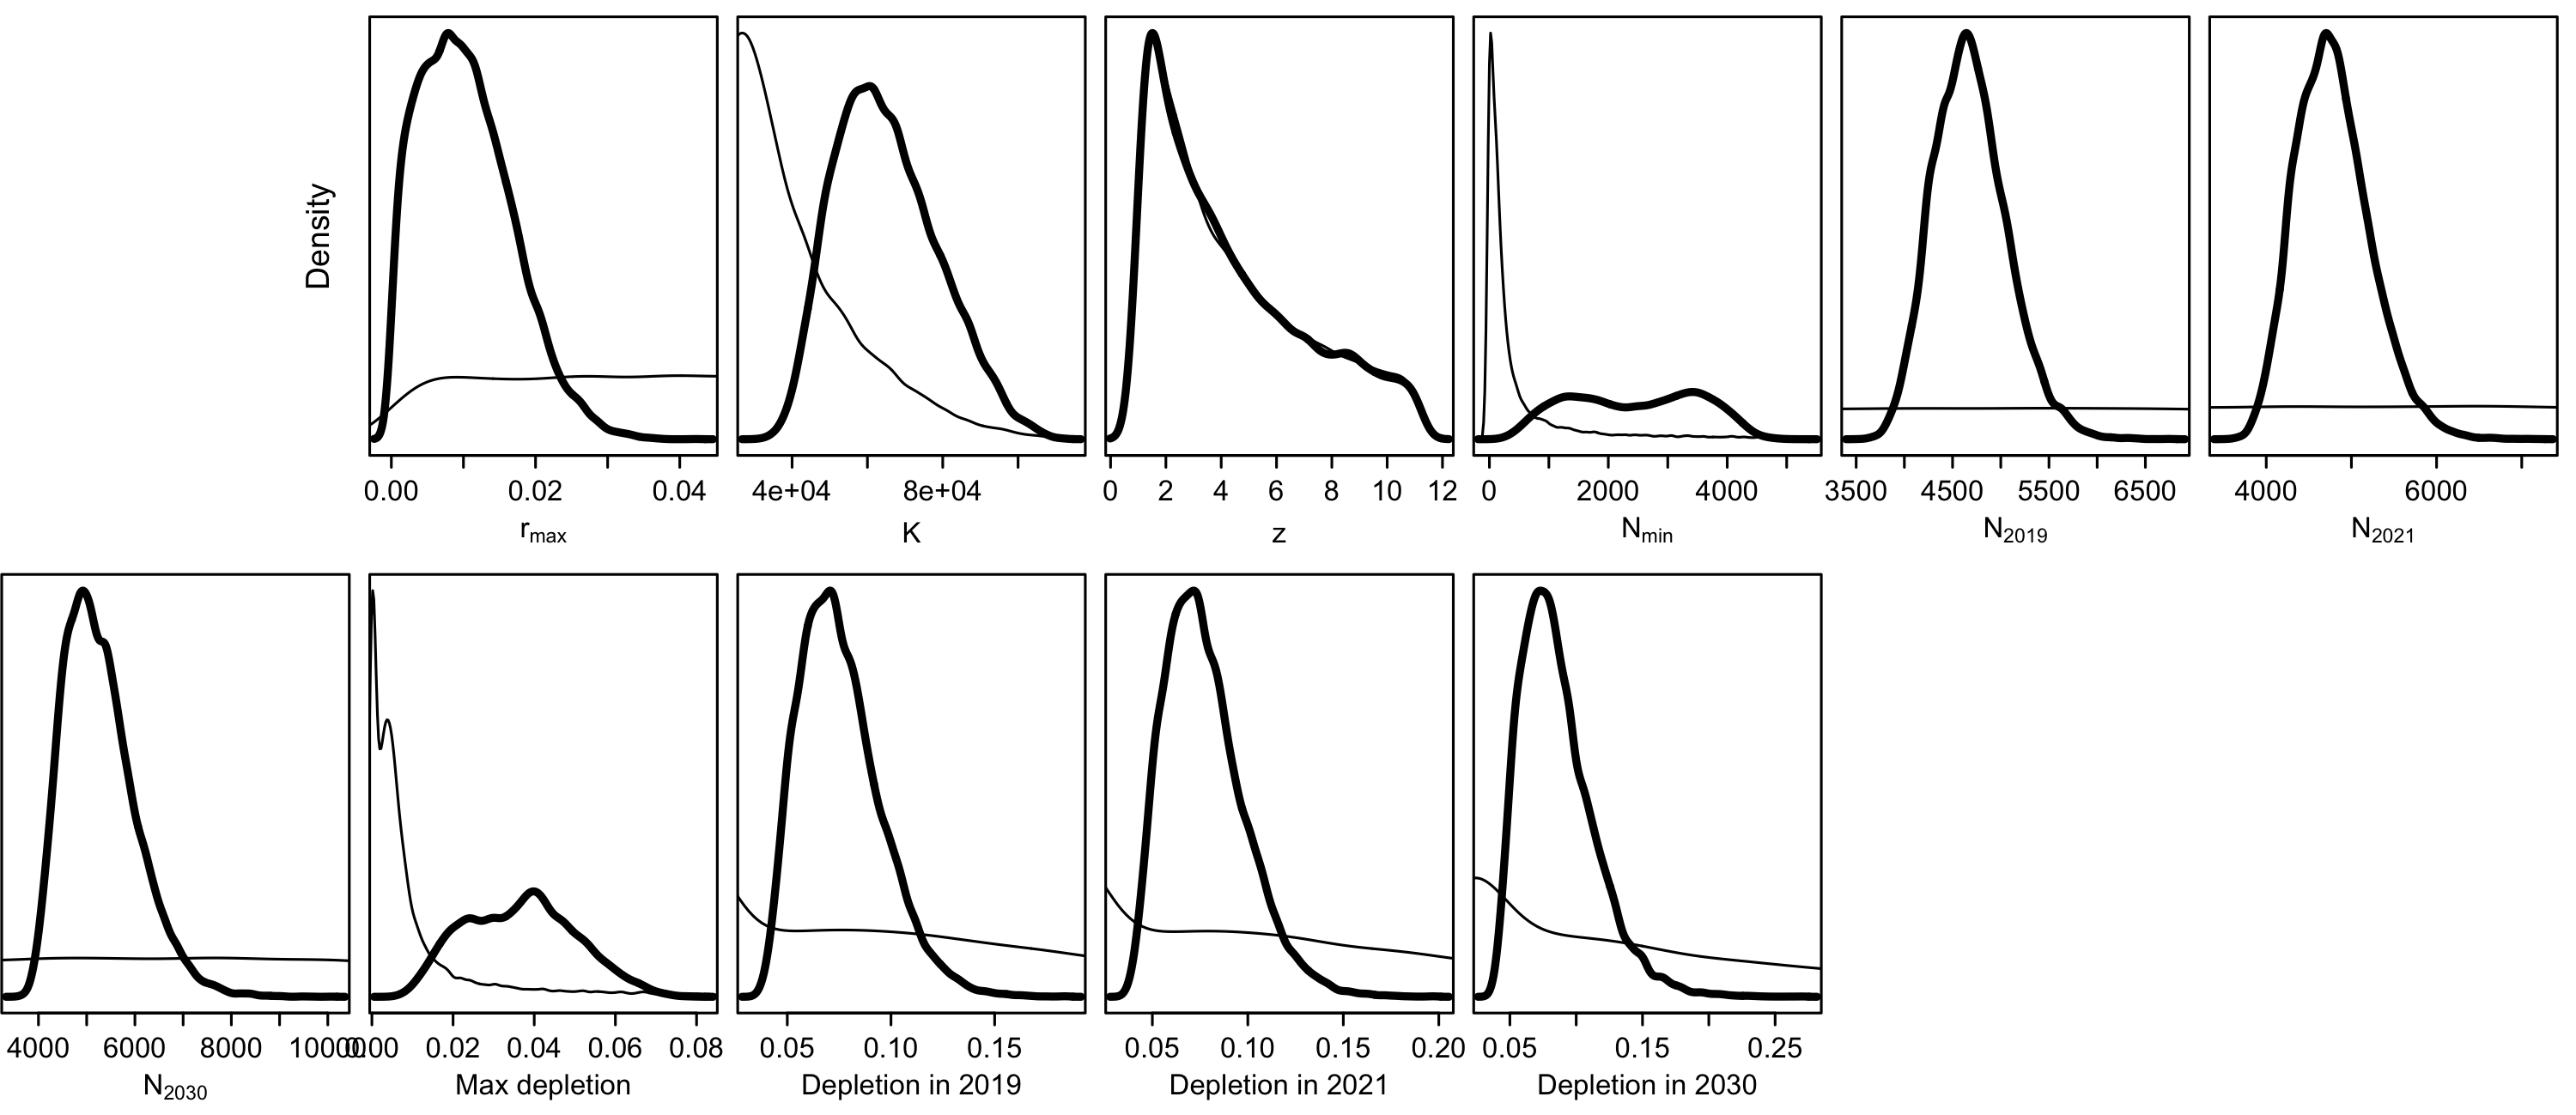 Density
0.00 0.02 0.04
r_max
4e+04 8e+04
K
0 2 4 6 8 10 12
z
0 2000 4000
N_min
3500 4500 5500 6500
N_2019
4000 6000
N_2021
4000 6000 8000 10000
N_2030
0.00 0.02 0.04 0.06 0.08
Max depletion
0.05 0.10 0.15
Depletion in 2019
0.05 0.10 0.15 0.20
Depletion in 2021
0.05 0.15 0.25
Depletion in 2030